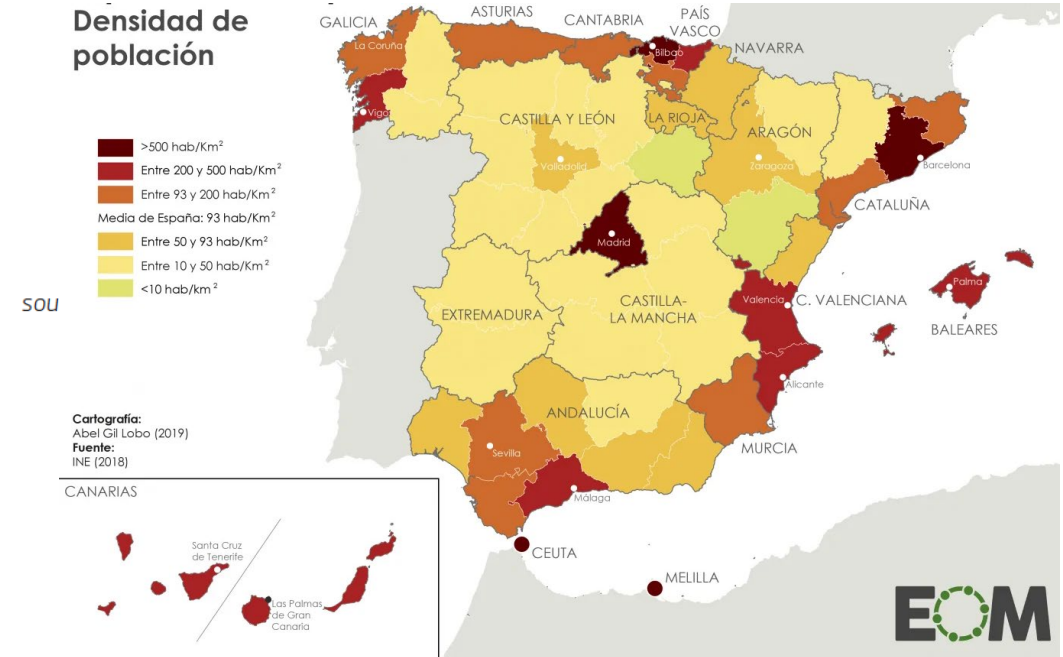 Densidad de
población
>500 hab/Km²
Entre 200 y 500 hab/Km²
Entre 93 y 200 hab/Km²
Media de España: 93 hab/Km²
Entre 50 y 93 hab/Km²
Entre 10 y 50 hab/Km²
<10 hab/km²
sou
Cartografía:
Abel Gil Lobo (2019)
Fuente:
INE (2018)
GALICIA
La Coruña
Vigo
ASTURIAS
CANTABRIA
PAÍS
VASCO
Bilbao
NAVARRA
CASTILLA Y LEÓN
Valladolid
LA RIOJA
ARAGÓN
Zaragoza
Barcelona
CATALUÑA
Madrid
EXTREMADURA
CASTILLA-
LA MANCHA
Valencia
C. VALENCIANA
Palma
BALEARES
Alicante
ANDALUCÍA
Sevilla
MURCIA
Málaga
CEUTA
MELILLA
CANARIAS
Santa Cruz
de Tenerife
Las Palmas
de Gran
Canaria
EOM